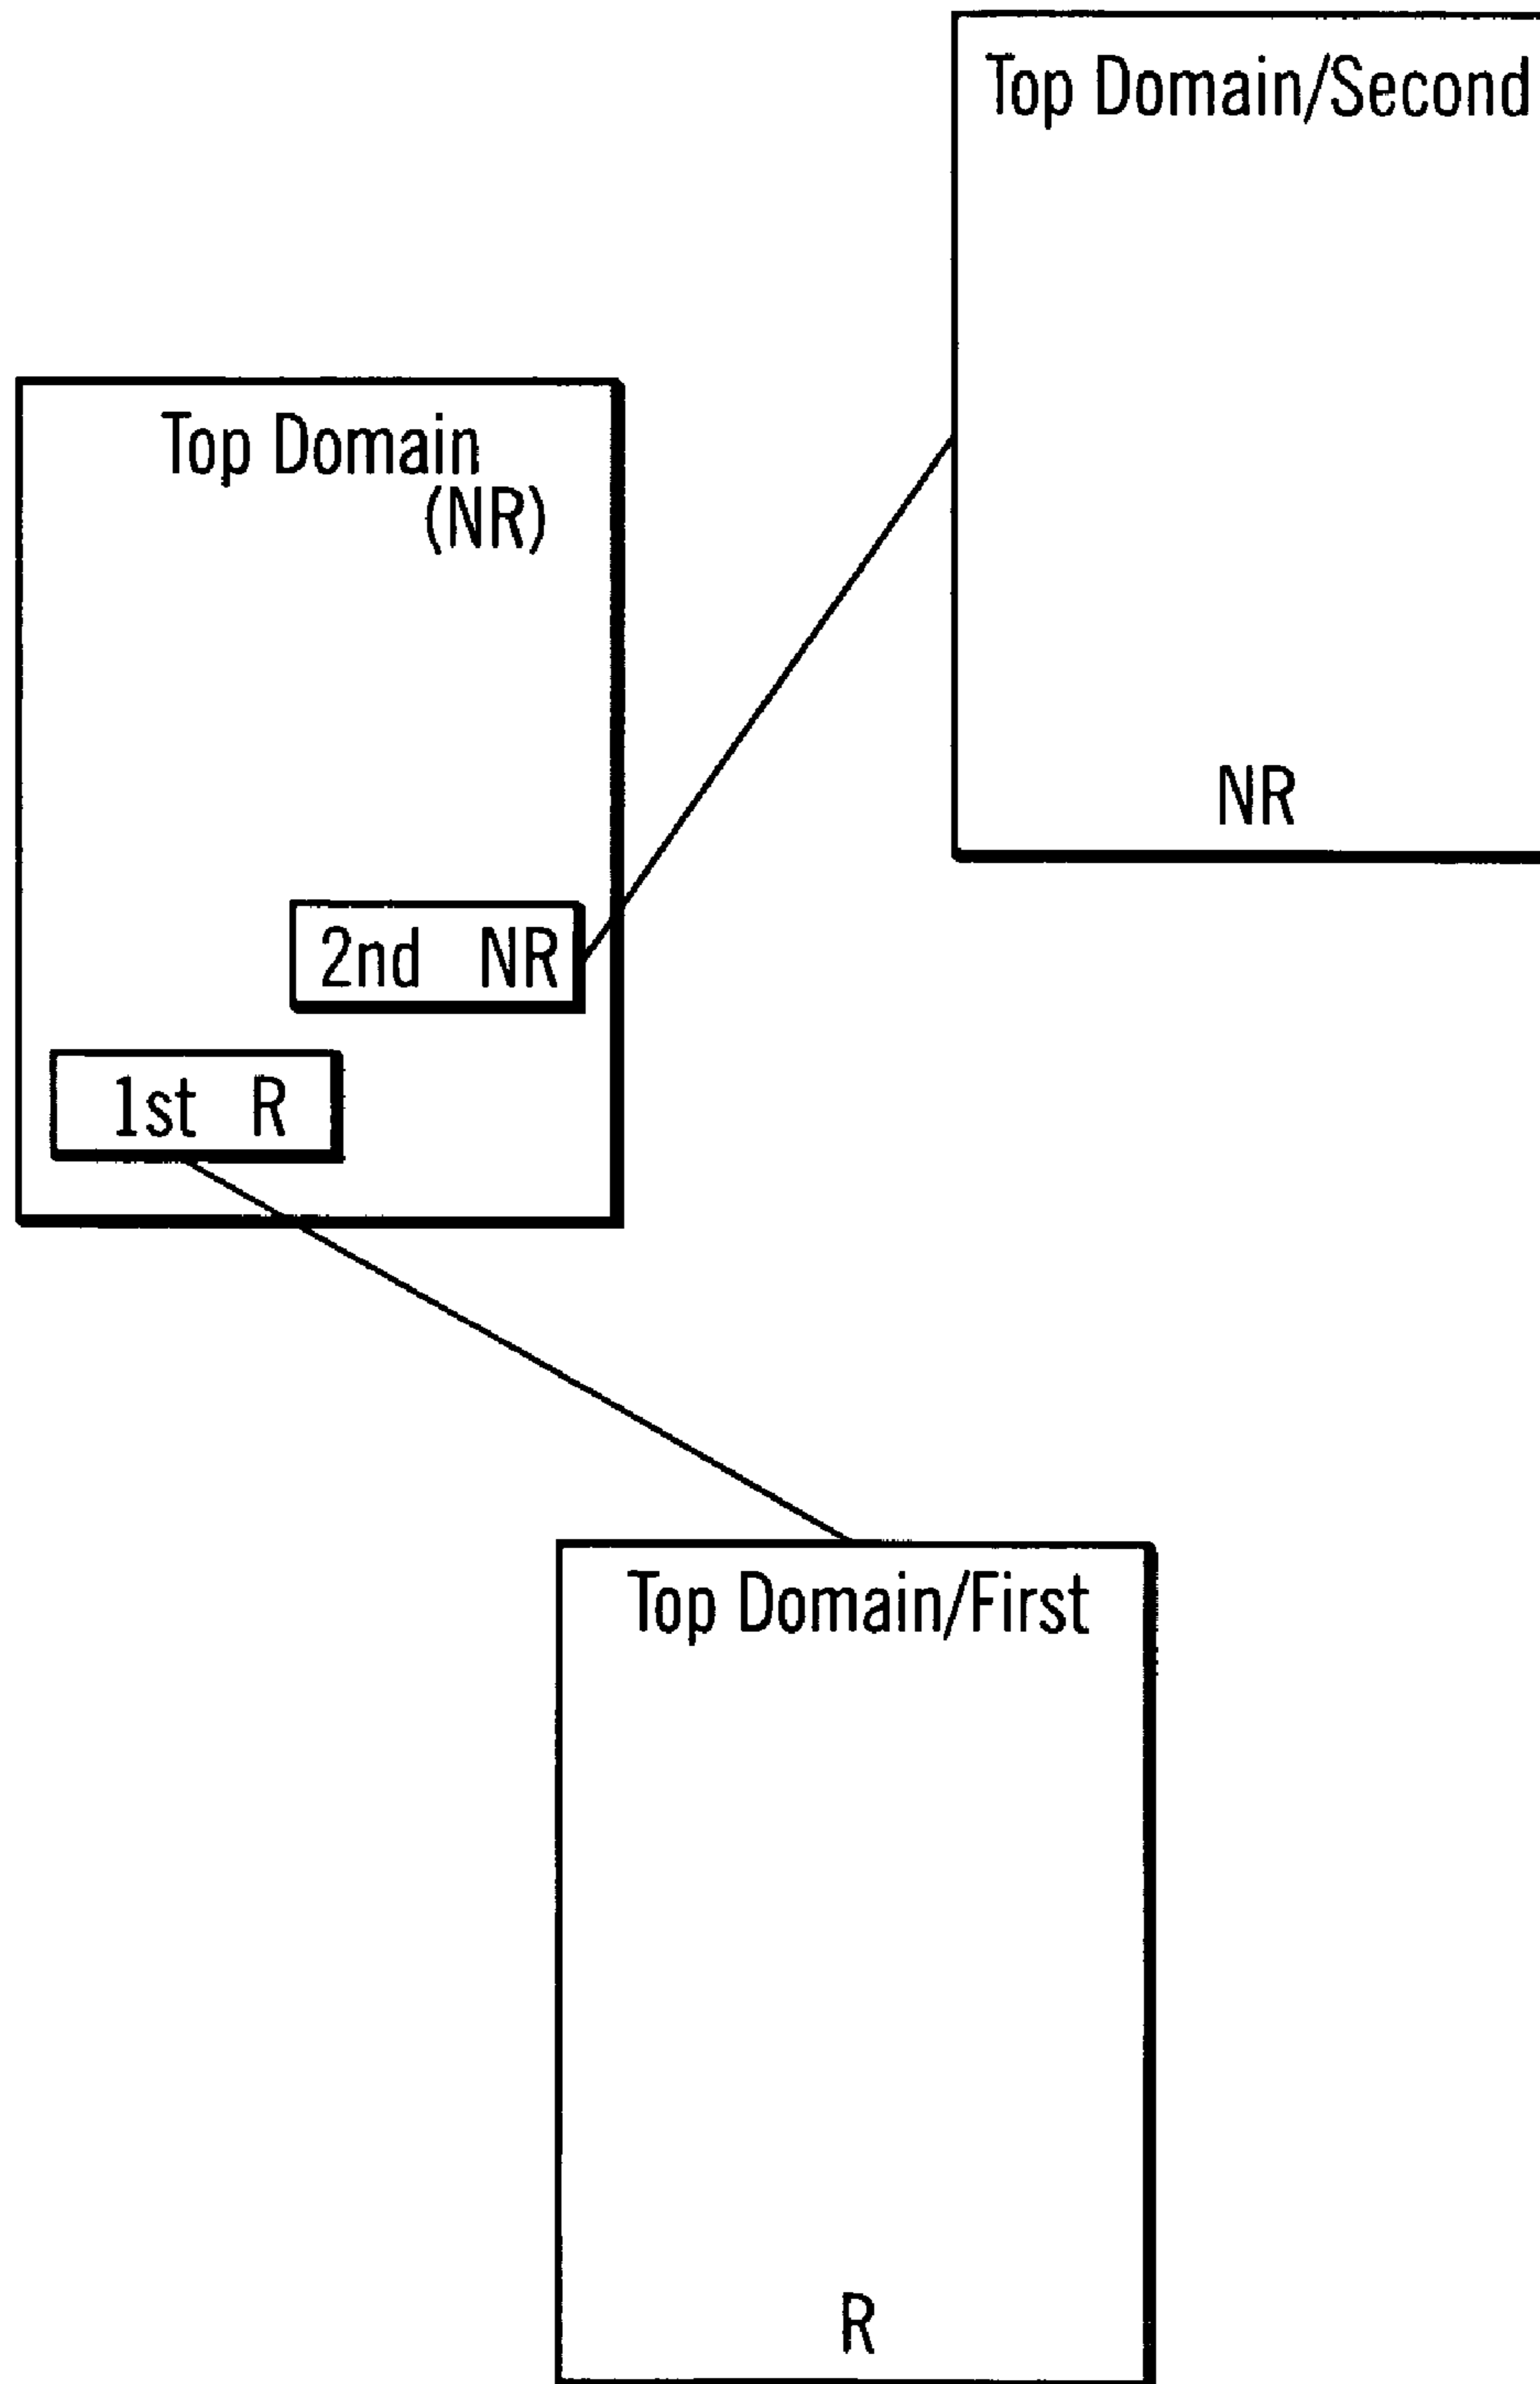 Top Domain/Second
NR
Top Domain
(NR)
2nd NR
1st R
Top Domain/First
R